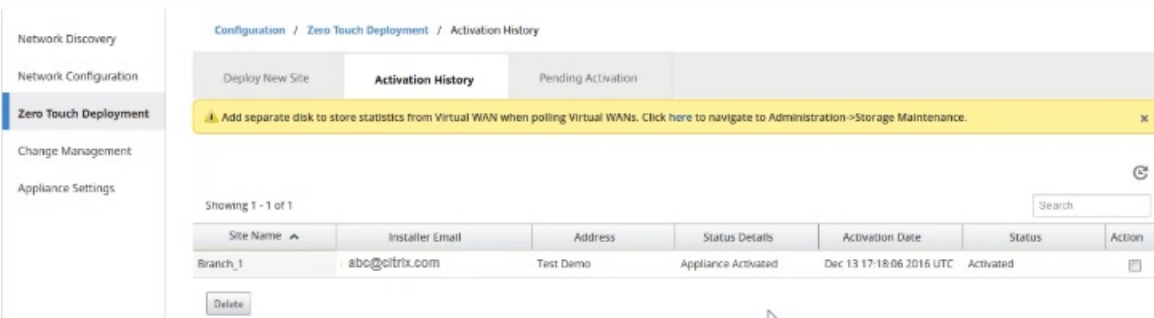 Network Discovery
Network Configuration
Zero Touch Deployment
Change Management
Appliance Settings
Configuration / Zero Touch Deployment / Activation History
Deploy New Site Activation History Pending Activation
Add separate disk to store statistics from Virtual WAN when polling Virtual WANs. Click here to navigate to Administration->Storage Maintenance.
Showing 1 - 1 of 1
Search
Site Name Installer Email Address Status Details Activation Date Status Action
Branch_1 abc@citrix.com Test Demo Appliance Activated Dec 13 17:18:06 2016 UTC Activated
Delete